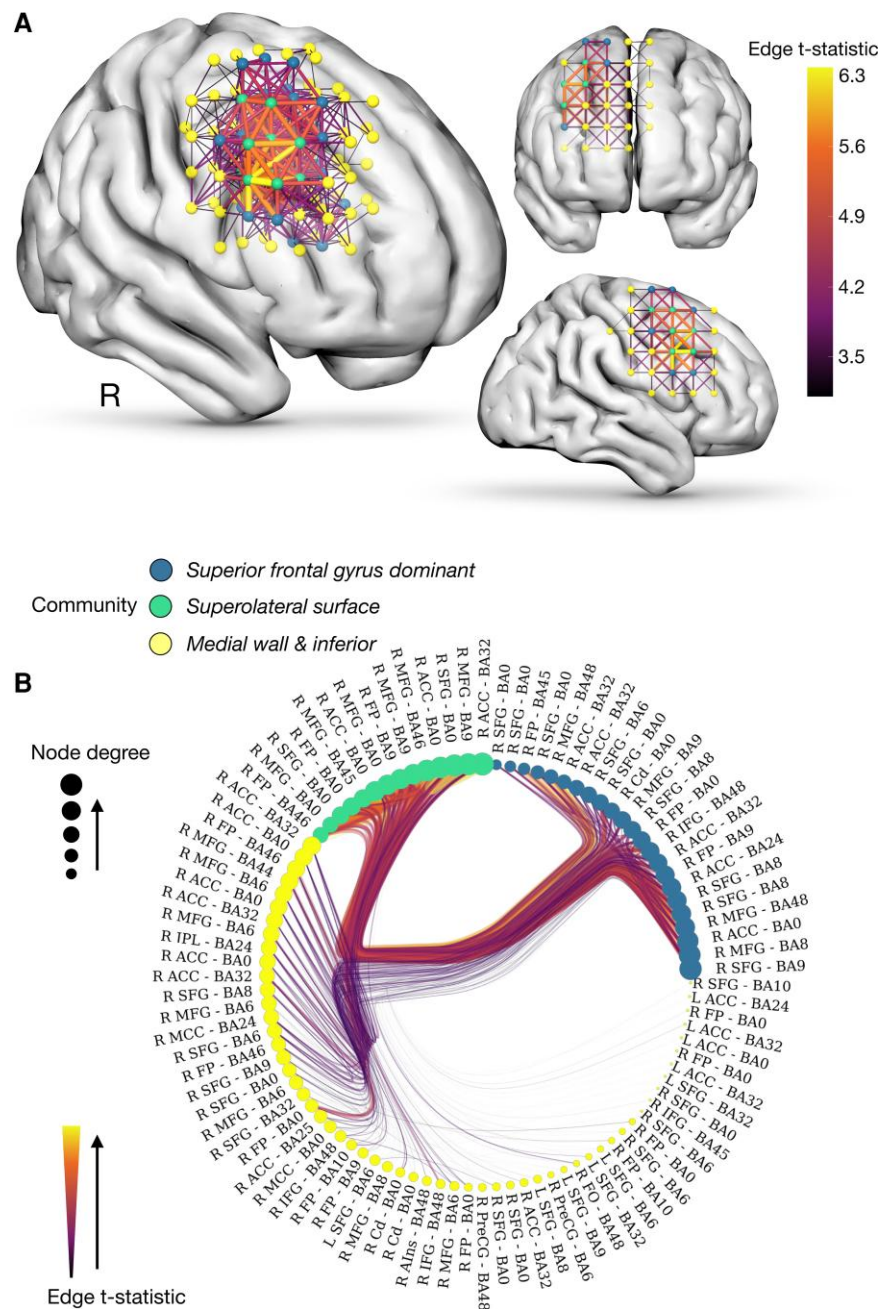 A
Edge t-statistic
6.3
5.6
4.9
4.2
3.5
R
Community
Superior frontal gyrus dominant
Superolateral surface
Medial wall & inferior
B
Node degree
R SFG - BA0
R SFG - BA0
R FP - BA45
R SFG - BA0
R MFG - BA48
R ACC - BA32
R ACC - BA32
R SFG - BA6
R SFG - BA0
R Cd - BA0
R MFG - BA9
R SFG - BA8
R FP - BA0
R IFG - BA48
R ACC - BA32
R FP - BA9
R ACC - BA24
R SFG - BA8
R SFG - BA8
R MFG - BA48
R ACC - BA0
R MFG - BA8
R SFG - BA9
R SFG - BA10
L ACC - BA24
R FP - BA0
L ACC - BA32
L ACC - BA0
R FP - BA0
L ACC - BA32
L SFG - BA32
R SFG - BA0
R IFG - BA45
R SFG - BA6
R FP - BA0
R SFG - BA6
R FP - BA10
L SFG - BA6
L SFG - BA32
R FO - BA48
L SFG - BA9
R PreCG - BA6
L SFG - BA8
R ACC - BA32
R SFG - BA0
R SFG - BA0
R PreCG - BA48
R FP - BA0
R MFG - BA6
R IFG - BA48
R AIns - BA48
R Cd - BA0
R Cd - BA0
R MFG - BA8
L SFG - BA6
R FP - BA9
R FP - BA10
R IFG - BA48
R MCC - BA0
R ACC - BA25
R FP - BA0
R SFG - BA32
R MFG - BA6
R SFG - BA0
R SFG - BA9
R FP - BA46
R SFG - BA6
R MCC - BA24
R MFG - BA6
R SFG - BA8
R ACC - BA32
R ACC - BA0
R IPL - BA24
R MFG - BA6
R ACC - BA32
R ACC - BA0
R MFG - BA6
R MFG - BA44
R FP - BA46
R ACC - BA0
R ACC - BA32
R FP - BA46
R MFG - BA0
R SFG - BA0
R FP - BA0
R MFG - BA45
R ACC - BA0
R MFG - BA0
R FP - BA9
R MFG - BA9
R MFG - BA46
R ACC - BA0
R SFG - BA0
R MFG - BA9
R ACC - BA32
Edge t-statistic